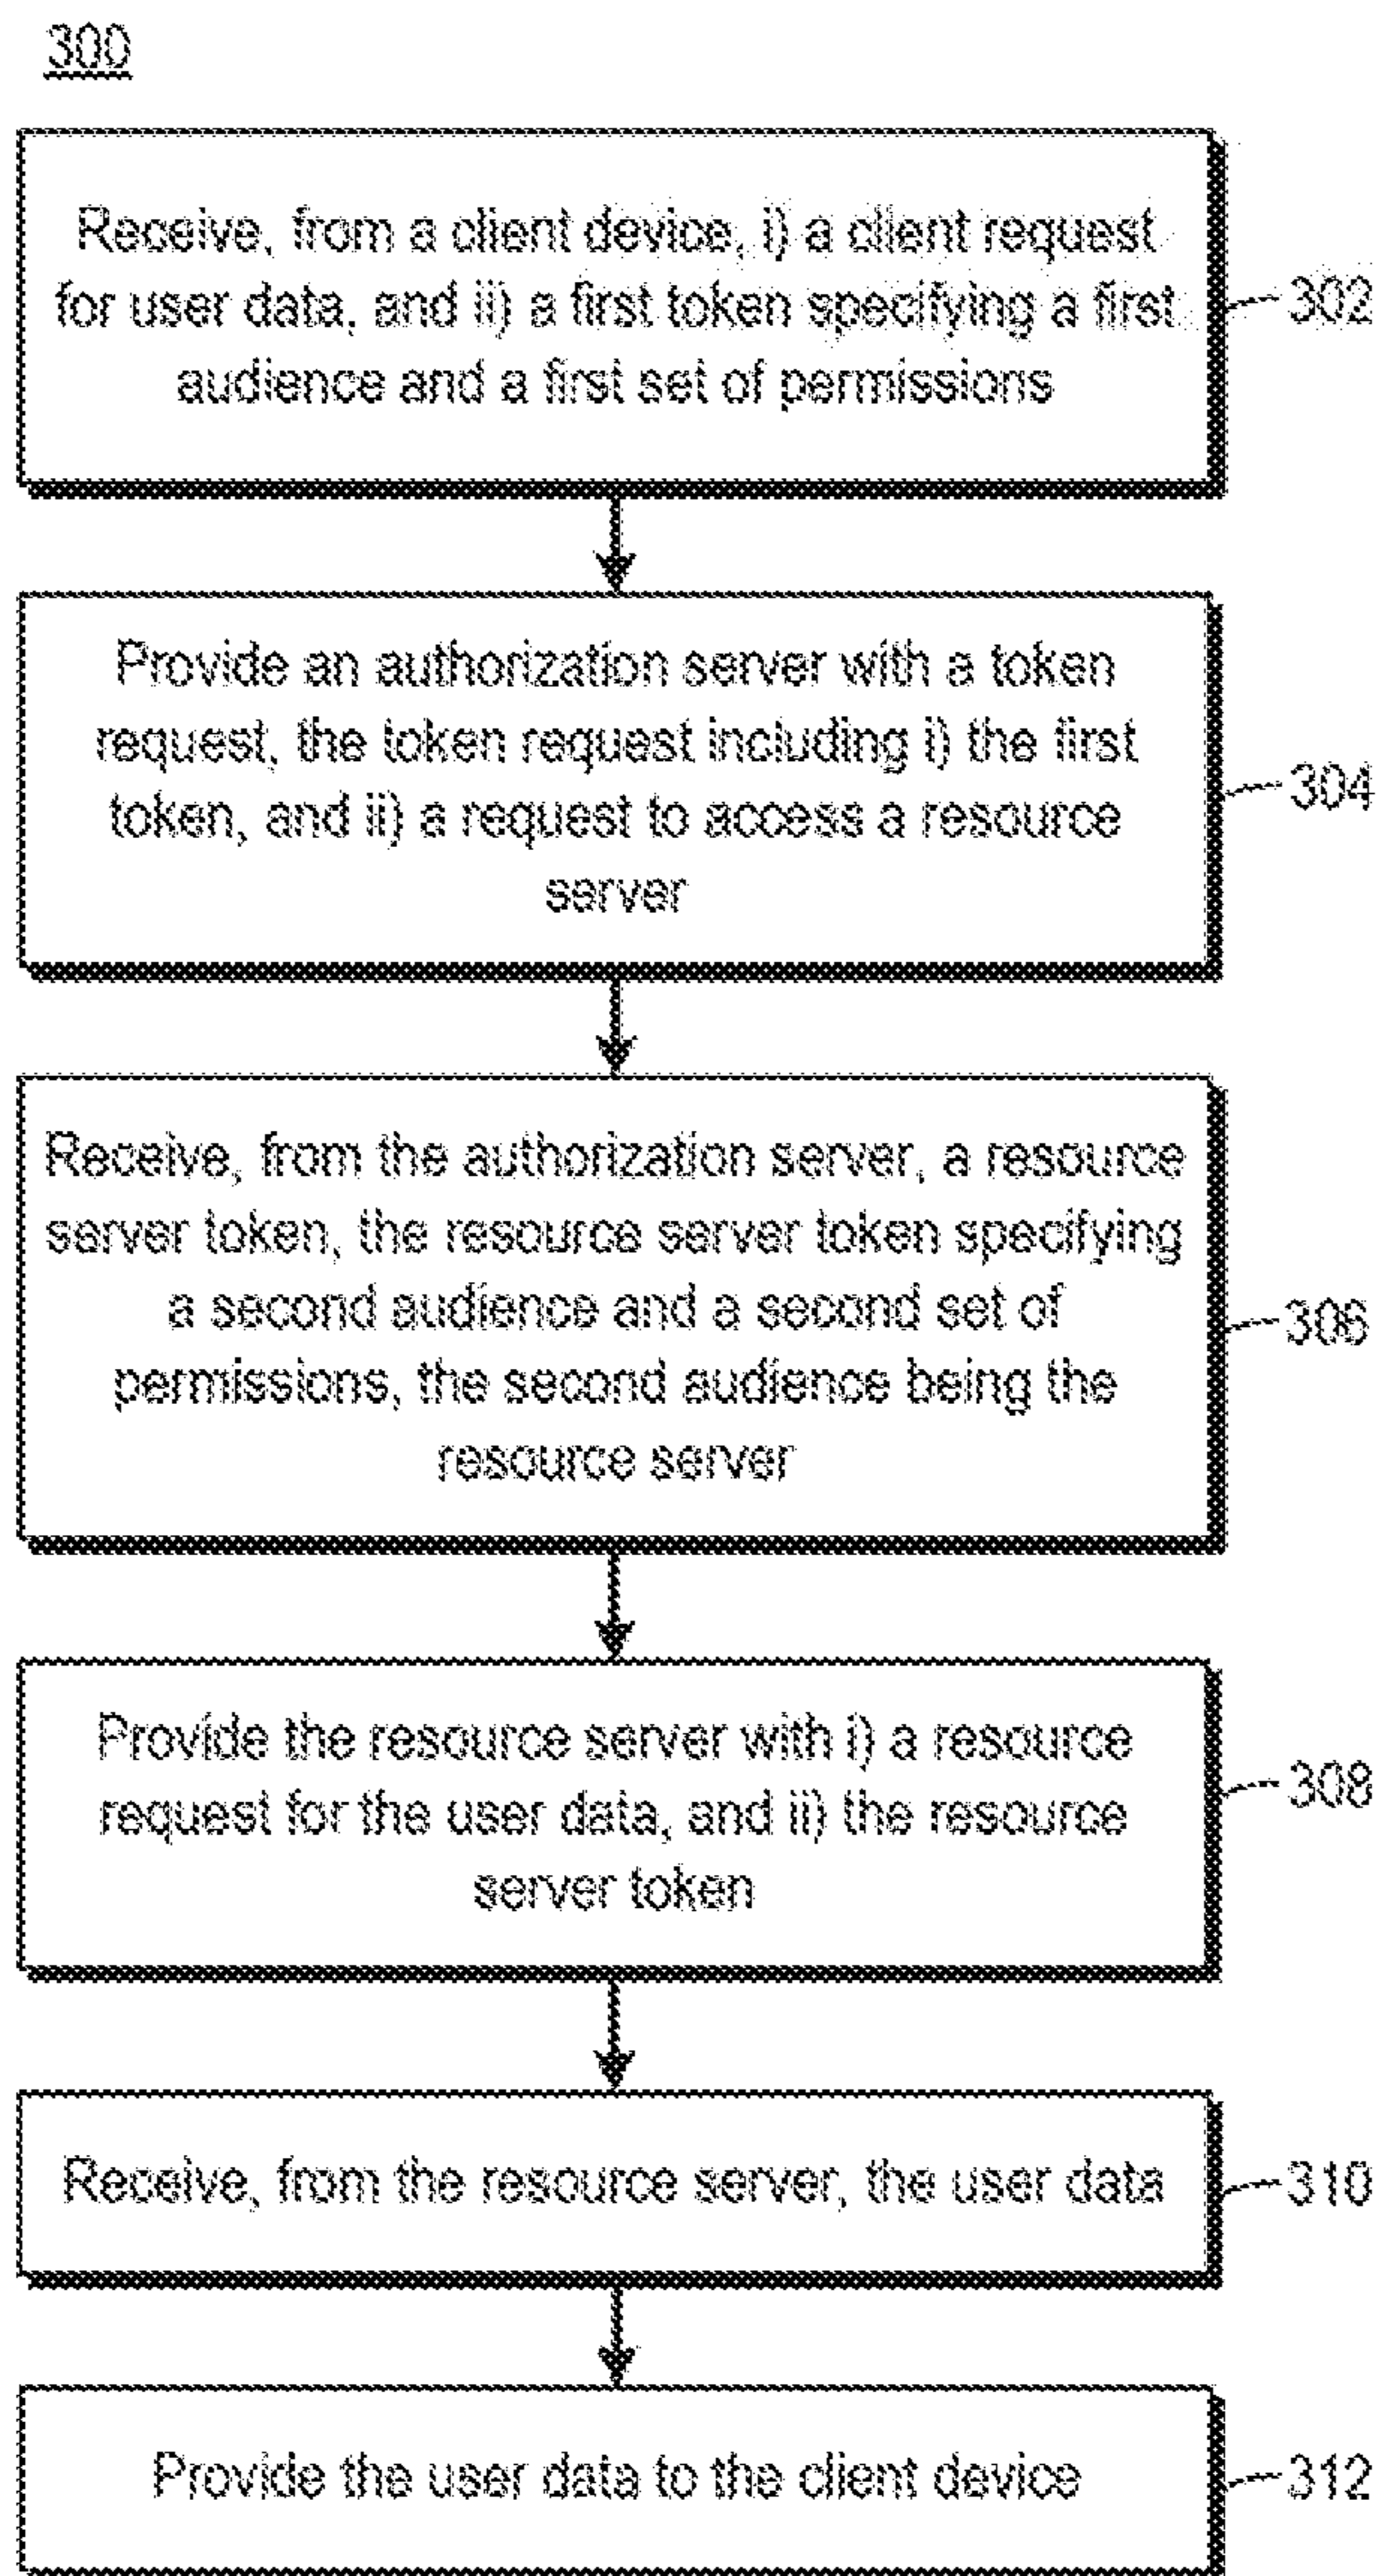 300
Receive, from a client device, i) a client request
for user data, and ii) a first token specifying a first
audience and a first set of permissions
302
Provide an authorization server with a token
request, the token request including i) the first
token, and ii) a request to access a resource
server
304
Receive, from the authorization server, a resource
server token, the resource server token specifying
a second audience and a second set of
permissions, the second audience being the
resource server
306
Provide the resource server with i) a resource
request for the user data, and ii) the resource
server token
308
Receive, from the resource server, the user data
310
Provide the user data to the client device
312